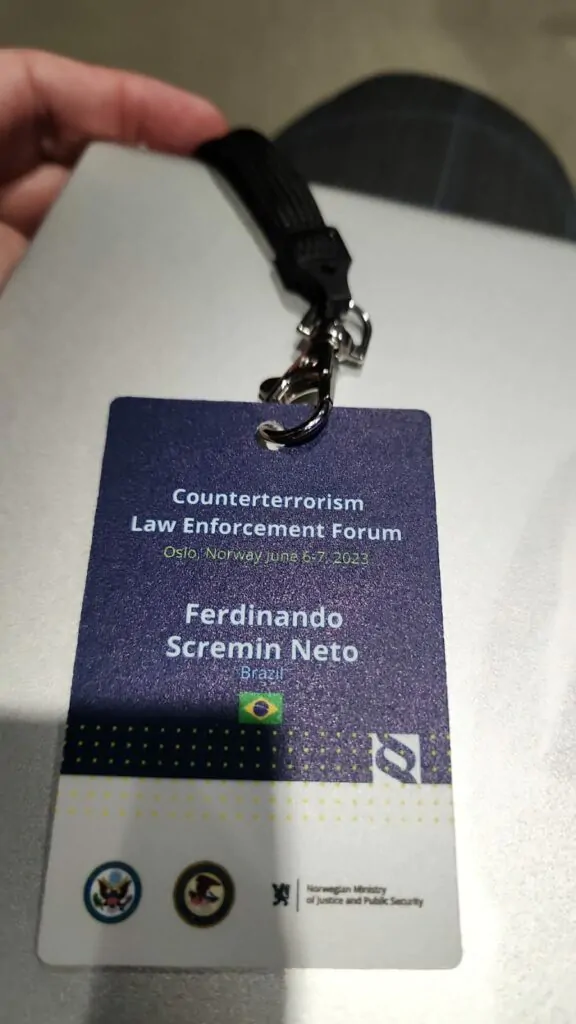 Counterterrorism
Law Enforcement Forum
Oslo, Norway June 6-7, 2023
Ferdinando
Scremin Neto
Brazil
Norwegian Ministry
of Justice and Public Security